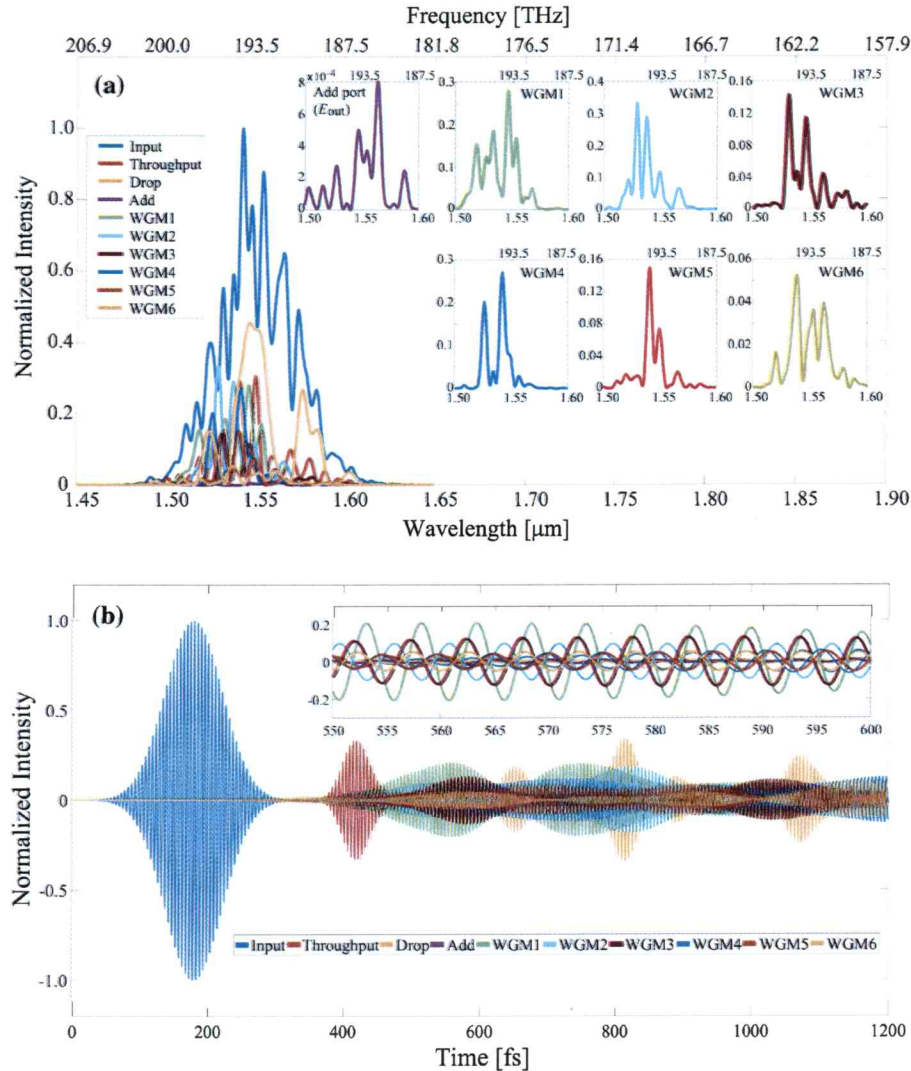 Frequency [THz]
206.9 200.0 193.5 187.5 181.8 176.5 171.4 166.7 162.2 157.9
(a)
×10⁻⁴ 193.5 187.5
Add port
(E_out)
8
6
4
2
0
1.50 1.55 1.60
193.5 187.5
WGM1
0.3
0.2
0.1
0
1.50 1.55 1.60
193.5 187.5
WGM2
0.4
0.3
0.2
0.1
0
1.50 1.55 1.60
193.5 187.5
WGM3
0.16
0.12
0.08
0.04
0
1.50 1.55 1.60
Input
Throughput
Drop
Add
WGM1
WGM2
WGM3
WGM4
WGM5
WGM6
193.5 187.5
WGM4
0.3
0.2
0.1
0
1.50 1.55 1.60
193.5 187.5
WGM5
0.16
0.12
0.08
0.04
0
1.50 1.55 1.60
193.5 187.5
WGM6
0.06
0.04
0.02
0
1.50 1.55 1.60
Normalized Intensity
1.0
0.8
0.6
0.4
0.2
0
1.45 1.50 1.55 1.60 1.70 1.75 1.80 1.85 1.90
Wavelength [μm]
(b)
0.2
0
-0.2
550 555 560 565 570 575 580 585 590 595 600
Normalized Intensity
1.0
0.5
0
-0.5
-1.0
Input Throughput Drop Add WGM1 WGM2 WGM3 WGM4 WGM5 WGM6
0 200 400 600 800 1000 1200
Time [fs]